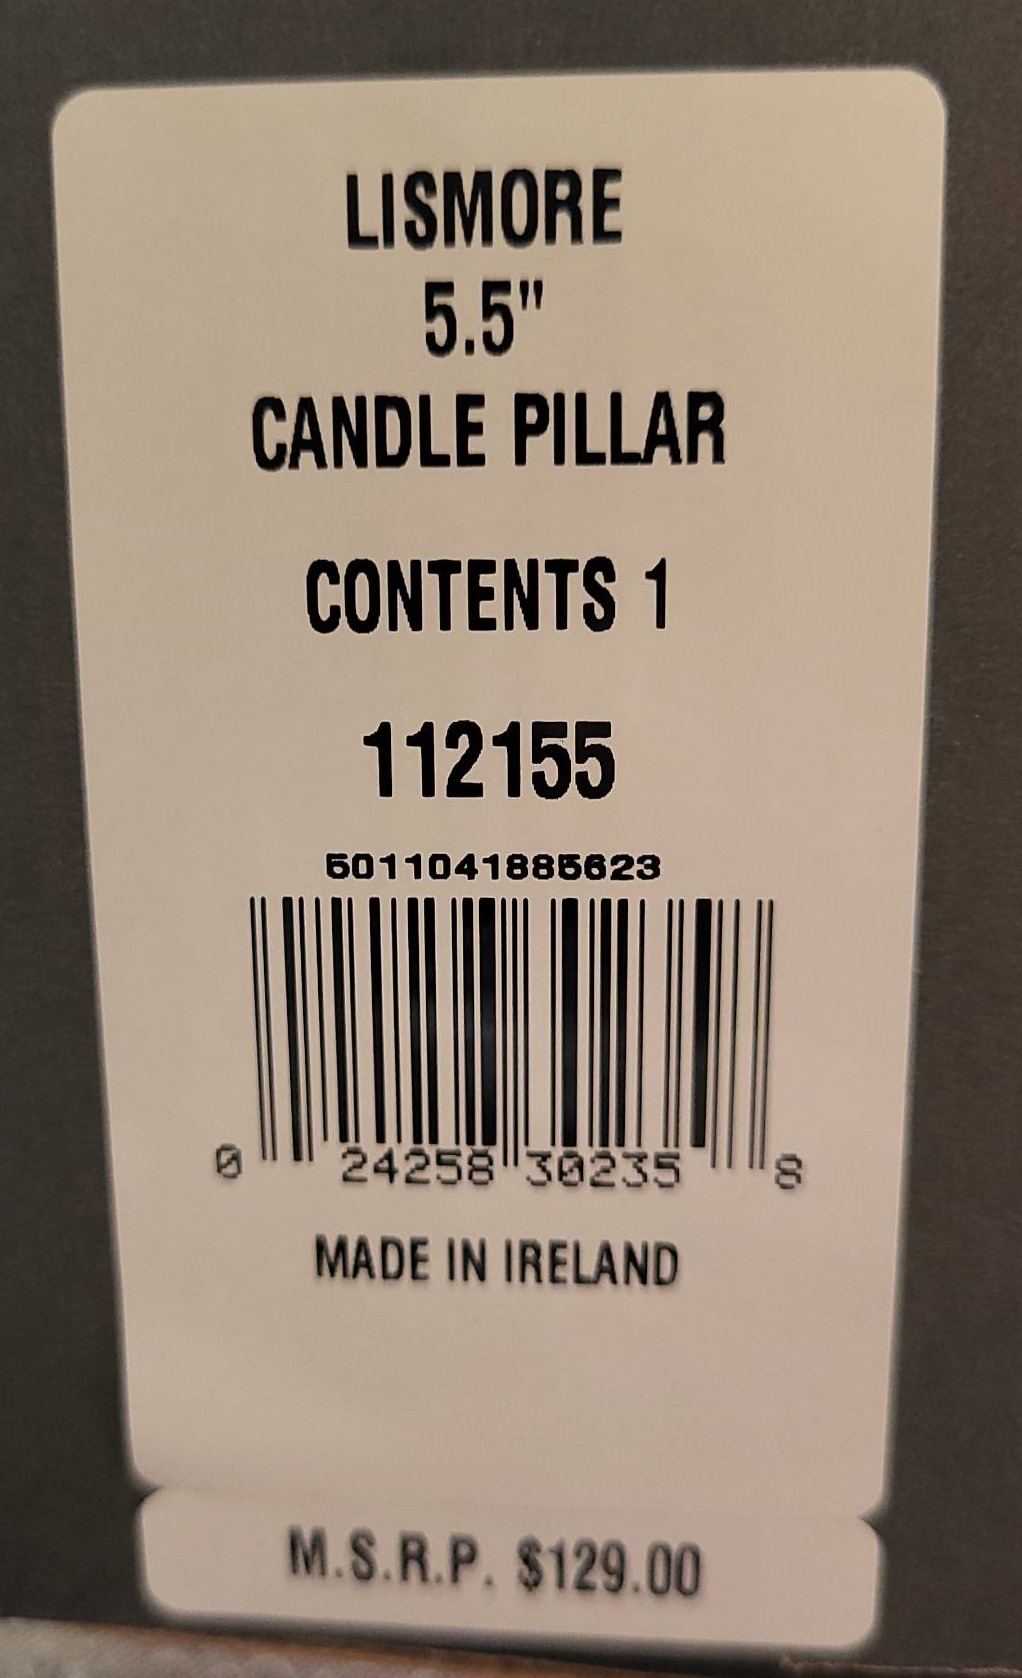 LISMORE
5.5"
CANDLE PILLAR
CONTENTS 1
112155
5011041885623
0 24258 30235 8
MADE IN IRELAND
M.S.R.P. $129.00